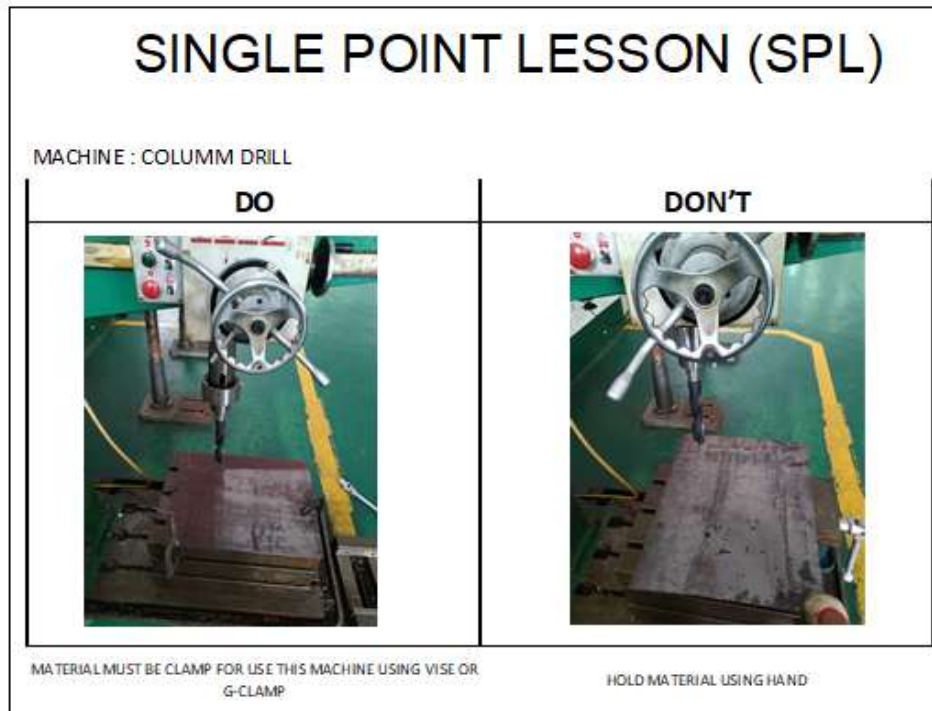 SINGLE POINT LESSON (SPL)
MACHINE : COLUMM DRILL
DO
DON'T
MATERIAL MUST BE CLAMP FOR USE THIS MACHINE USING VISE OR
G-CLAMP
HOLD MATERIAL USING HAND